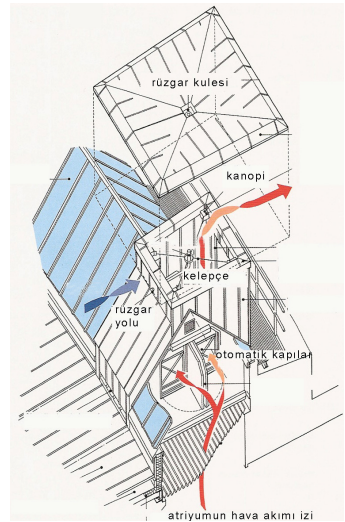 rüzgar kulesi
kanopi
kelepçe
rüzgar
yolu
otomatik kapılar
atriyumun hava akımı izi